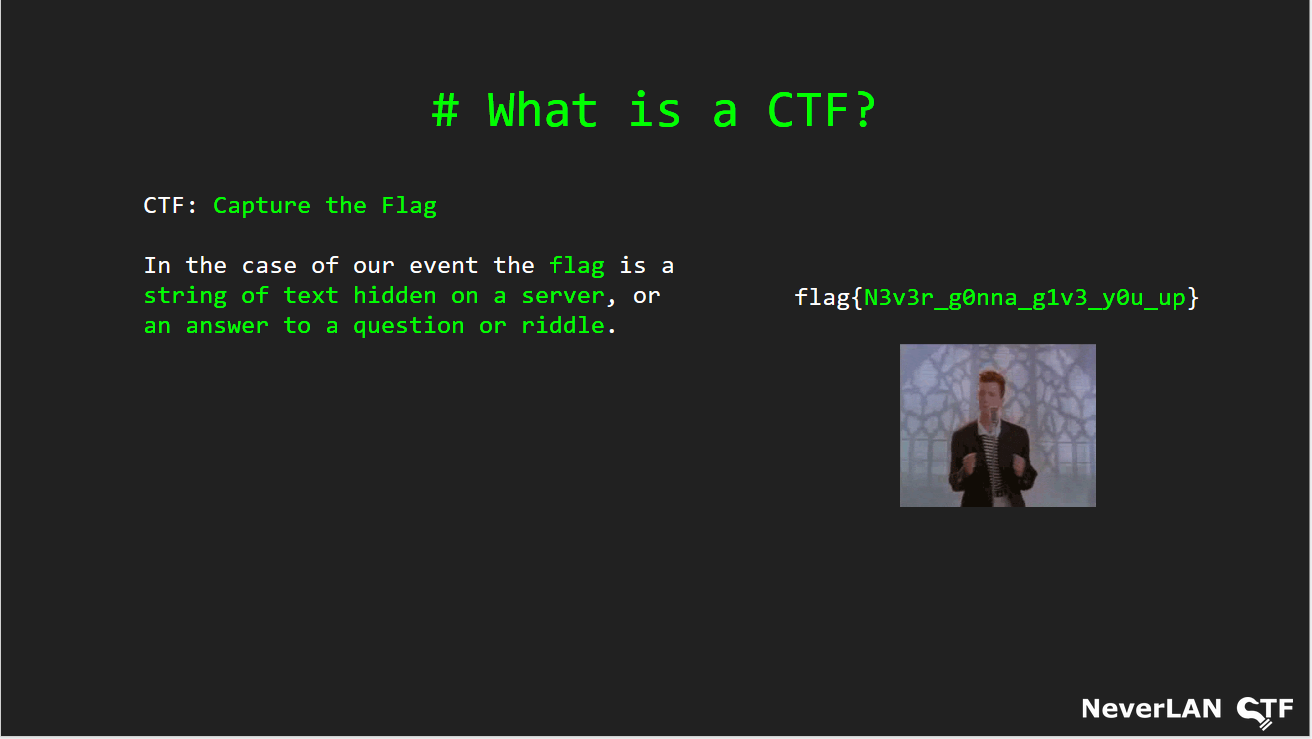 # What is a CTF?
CTF: Capture the Flag
In the case of our event the flag is a
string of text hidden on a server, or
an answer to a question or riddle.
flag{N3v3r_g0nna_g1v3_y0u_up}
NeverLAN CTF